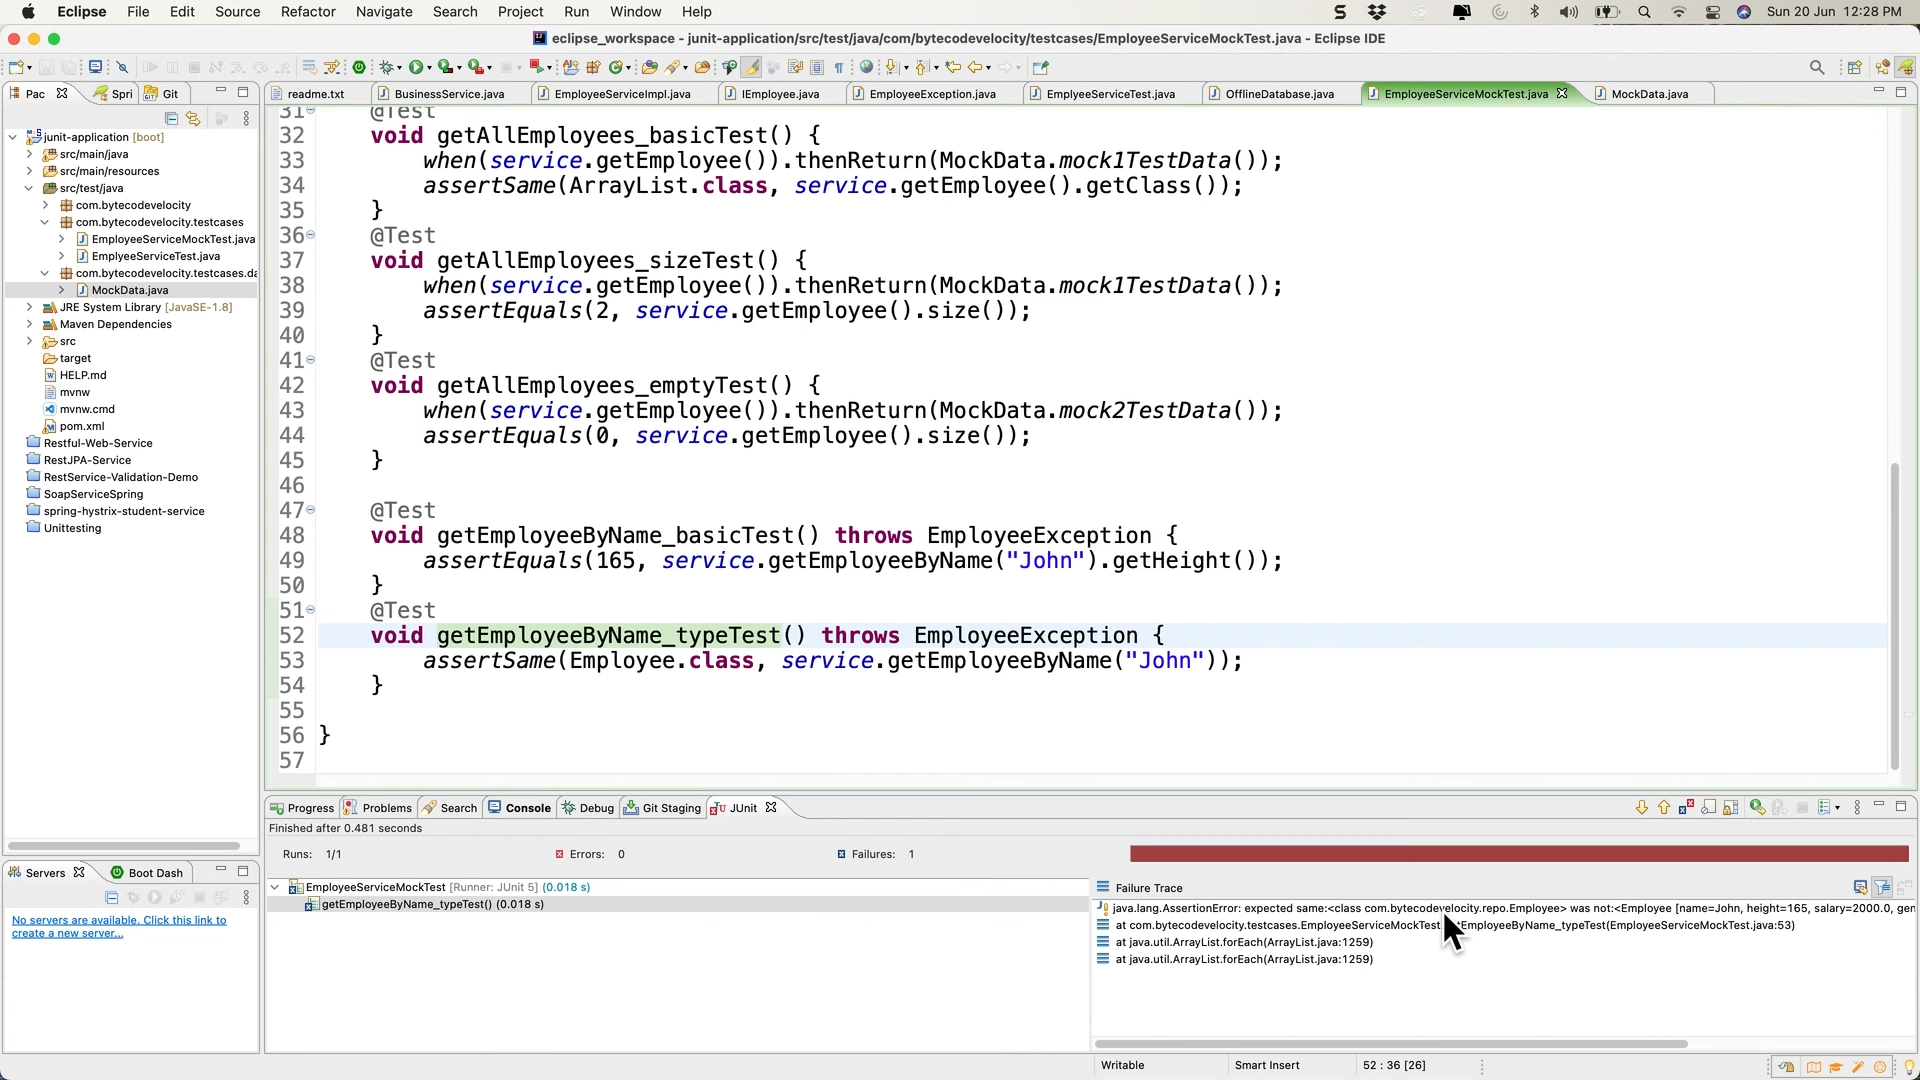 Eclipse File Edit Source Refactor Navigate Search Project Run Window Help Sun 20 Jun 12:28 PM
eclipse_workspace - junit-application/src/test/java/com/bytecodevelocity/testcases/EmployeeServiceMockTest.java - Eclipse IDE
Pac Spri Git
readme.txt BusinessService.java EmployeeServiceImpl.java IEmployee.java EmployeeException.java EmplyeeServiceTest.java OfflineDatabase.java EmployeeServiceMockTest.java MockData.java
junit-application [boot]
src/main/java
src/main/resources
src/test/java
com.bytecodevelocity
com.bytecodevelocity.testcases
EmployeeServiceMockTest.java
EmplyeeServiceTest.java
com.bytecodevelocity.testcases.da
MockData.java
JRE System Library [JavaSE-1.8]
Maven Dependencies
src
target
HELP.md
mvnw
mvnw.cmd
pom.xml
Restful-Web-Service
RestJPA-Service
RestService-Validation-Demo
SoapServiceSpring
spring-hystrix-student-service
Unittesting
31 @Test
32 void getAllEmployees_basicTest() {
33 when(service.getEmployee()).thenReturn(MockData.mock1TestData());
34 assertSame(ArrayList.class, service.getEmployee().getClass());
35 }
36 @Test
37 void getAllEmployees_sizeTest() {
38 when(service.getEmployee()).thenReturn(MockData.mock1TestData());
39 assertEquals(2, service.getEmployee().size());
40 }
41 @Test
42 void getAllEmployees_emptyTest() {
43 when(service.getEmployee()).thenReturn(MockData.mock2TestData());
44 assertEquals(0, service.getEmployee().size());
45 }
46
47 @Test
48 void getEmployeeByName_basicTest() throws EmployeeException {
49 assertEquals(165, service.getEmployeeByName("John").getHeight());
50 }
51 @Test
52 void getEmployeeByName_typeTest() throws EmployeeException {
53 assertSame(Employee.class, service.getEmployeeByName("John"));
54 }
55
56 }
57
Servers Boot Dash
No servers are available. Click this link to
create a new server...
Progress Problems Search Console Debug Git Staging JUnit
Finished after 0.481 seconds
Runs: 1/1 Errors: 0 Failures: 1
EmployeeServiceMockTest [Runner: JUnit 5] (0.018 s)
getEmployeeByName_typeTest() (0.018 s)
Failure Trace
java.lang.AssertionError: expected same:<class com.bytecodevelocity.repo.Employee> was not:<Employee [name=John, height=165, salary=2000.0, gen
at com.bytecodevelocity.testcases.EmployeeServiceMockTest tEmployeeByName_typeTest(EmployeeServiceMockTest.java:53)
at java.util.ArrayList.forEach(ArrayList.java:1259)
at java.util.ArrayList.forEach(ArrayList.java:1259)
Writable Smart Insert 52 : 36 [26]